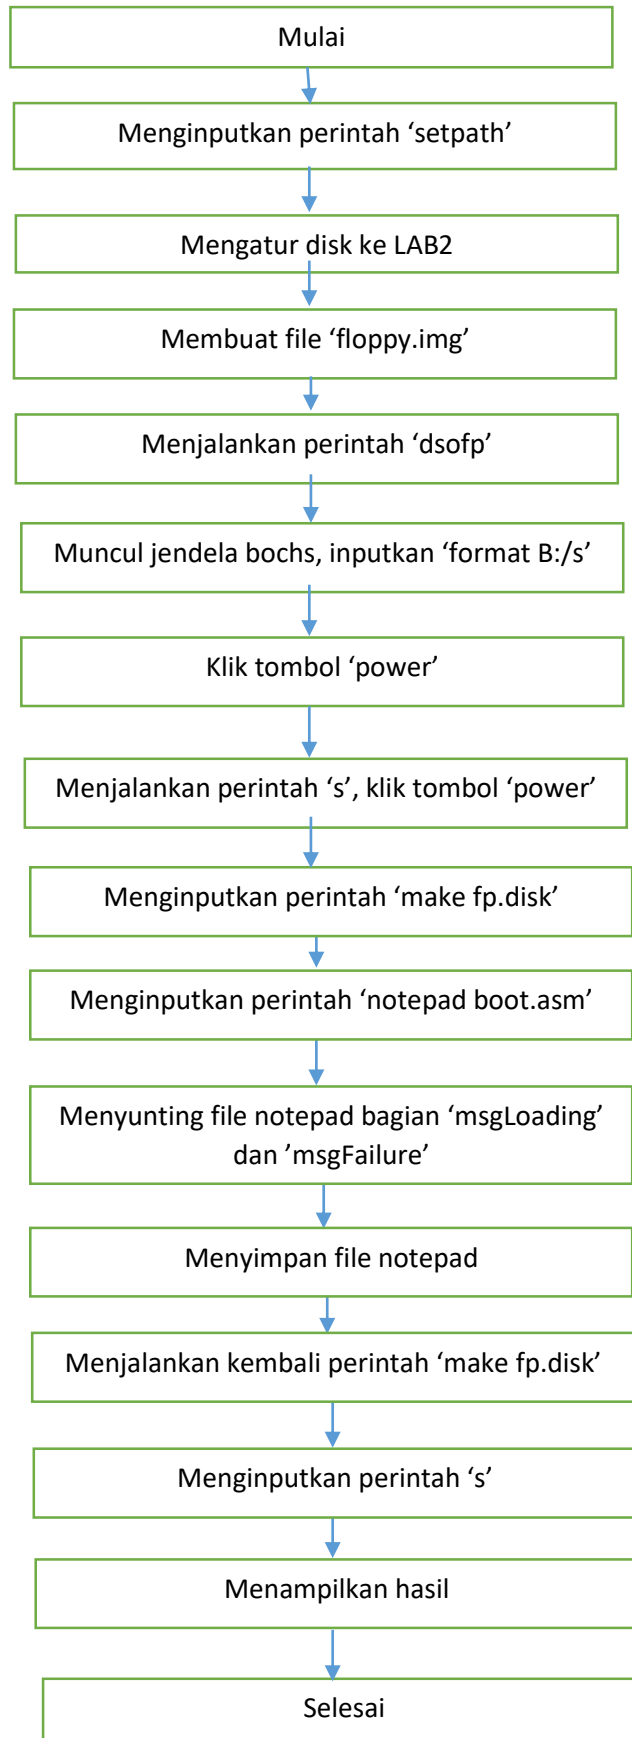 Mulai
Menginputkan perintah ‘setpath’
Mengatur disk ke LAB2
Membuat file ‘floppy.img’
Menjalankan perintah ‘dsofp’
Muncul jendela bochs, inputkan ‘format B:/s’
Klik tombol ‘power’
Menjalankan perintah ‘s’, klik tombol ‘power’
Menginputkan perintah ‘make fp.disk’
Menginputkan perintah ‘notepad boot.asm’
Menyunting file notepad bagian ‘msgLoading’
dan ’msgFailure’
Menyimpan file notepad
Menjalankan kembali perintah ‘make fp.disk’
Menginputkan perintah ‘s’
Menampilkan hasil
Selesai